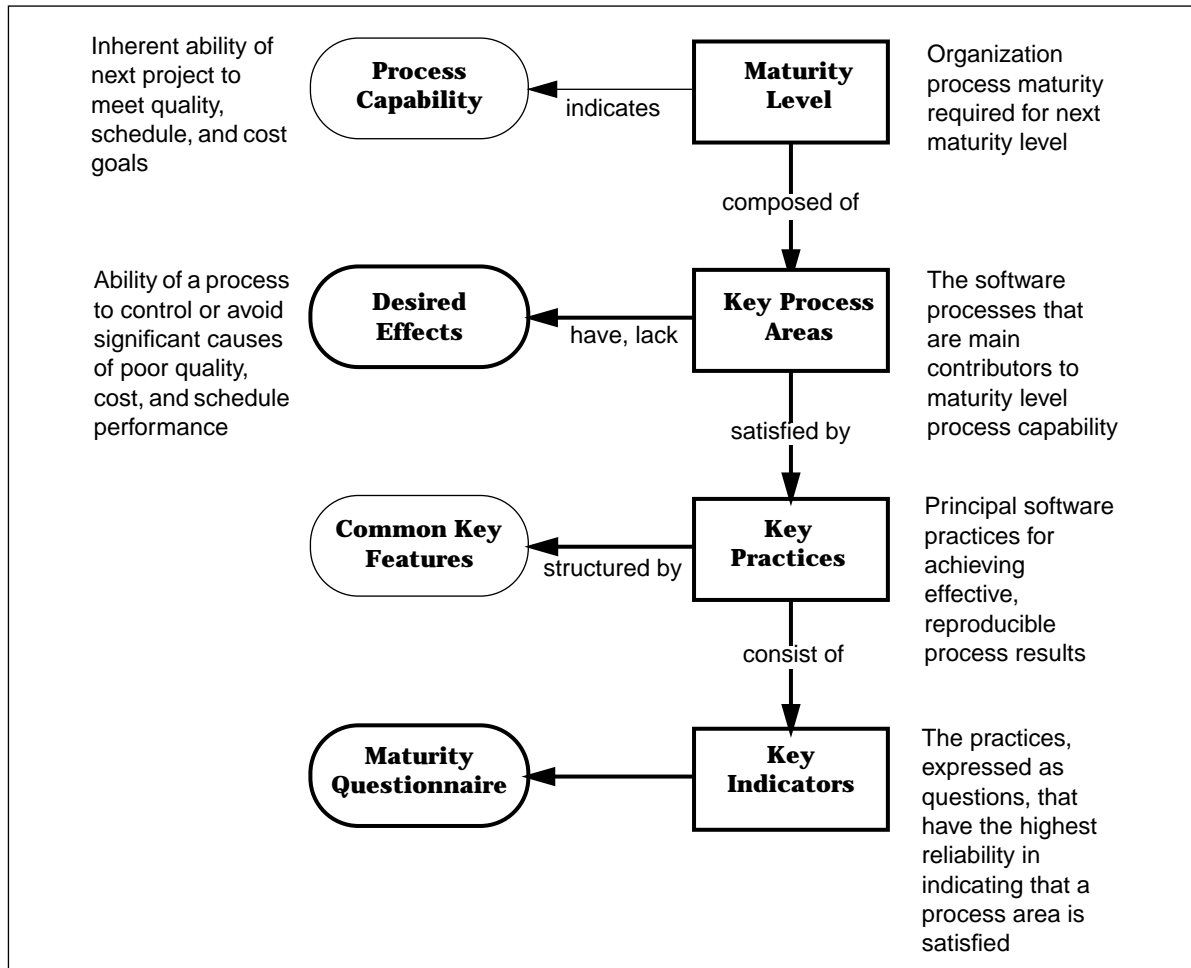 Inherent ability of
next project to
meet quality,
schedule, and cost
goals
Process
Capability
indicates
Maturity
Level
Organization
process maturity
required for next
maturity level
composed of
Ability of a process
to control or avoid
significant causes
of poor quality,
cost, and schedule
performance
Desired
Effects
have, lack
Key Process
Areas
The software
processes that
are main
contributors to
maturity level
process capability
satisfied by
Common Key
Features
structured by
Key
Practices
Principal software
practices for
achieving
effective,
reproducible
process results
consist of
Maturity
Questionnaire
Key
Indicators
The practices,
expressed as
questions, that
have the highest
reliability in
indicating that a
process area is
satisfied